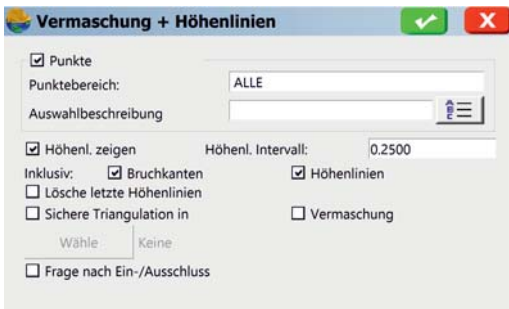 Vermaschung + Höhenlinien
Punkte
Punktebereich: ALLE
Auswahlbeschreibung
ABC
Höhenl. zeigen Höhenl. Intervall: 0.2500
Inklusiv: Bruchkanten Höhenlinien
Lösche letzte Höhenlinien
Sichere Triangulation in Vermaschung
Wähle Keine
Frage nach Ein-/Ausschluss